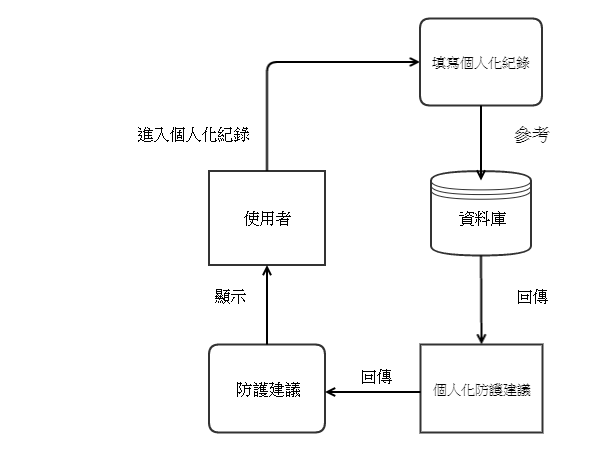 填寫個人化紀錄
進入個人化紀錄
參考
使用者
資料庫
顯示
回傳
回傳
防護建議
個人化防護建議